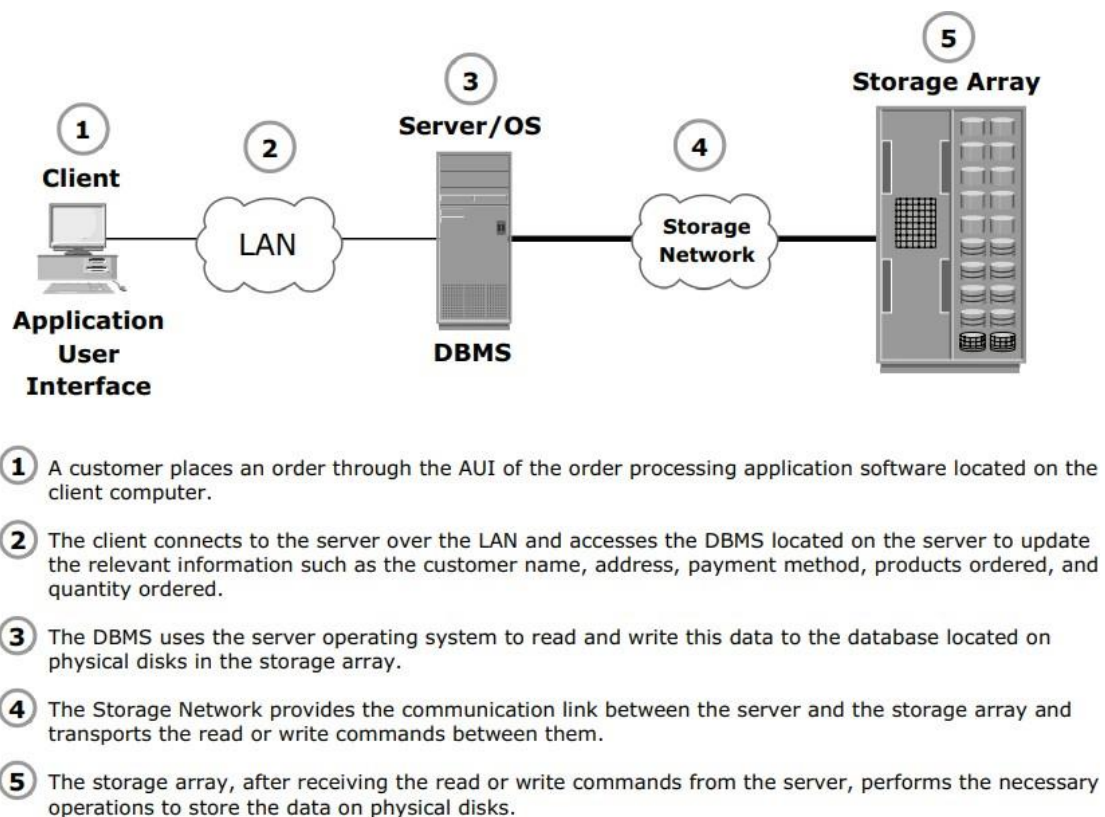 5
Storage Array
3
Server/OS
1
Client
2
4
LAN
Storage
Network
Application
User
Interface
DBMS
1 A customer places an order through the AUI of the order processing application software located on the
client computer.
2 The client connects to the server over the LAN and accesses the DBMS located on the server to update
the relevant information such as the customer name, address, payment method, products ordered, and
quantity ordered.
3 The DBMS uses the server operating system to read and write this data to the database located on
physical disks in the storage array.
4 The Storage Network provides the communication link between the server and the storage array and
transports the read or write commands between them.
5 The storage array, after receiving the read or write commands from the server, performs the necessary
operations to store the data on physical disks.